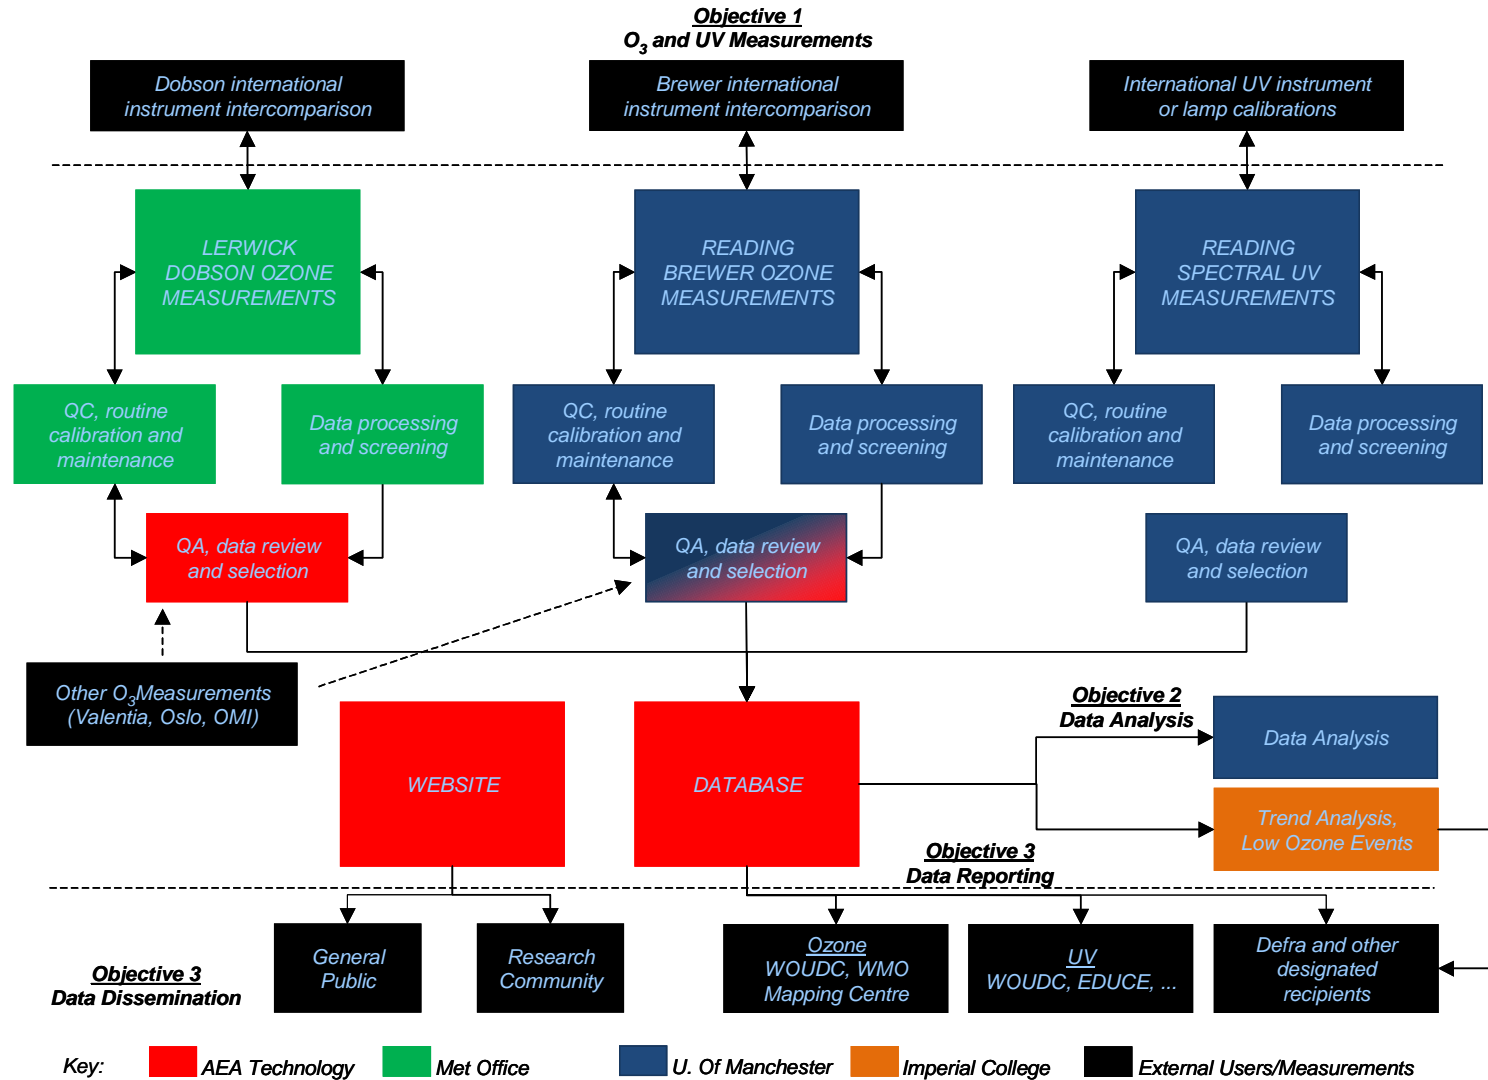 Objective 1
O3 and UV Measurements
Dobson international
instrument intercomparison
Brewer international
instrument intercomparison
International UV instrument
or lamp calibrations
LERWICK
DOBSON OZONE
MEASUREMENTS
READING
BREWER OZONE
MEASUREMENTS
READING
SPECTRAL UV
MEASUREMENTS
QC, routine
calibration and
maintenance
Data processing
and screening
QC, routine
calibration and
maintenance
Data processing
and screening
QC, routine
calibration and
maintenance
Data processing
and screening
QA, data review
and selection
QA, data review
and selection
QA, data review
and selection
Other O3Measurements
(Valentia, Oslo, OMI)
WEBSITE
DATABASE
Objective 2
Data Analysis
Data Analysis
Trend Analysis,
Low Ozone Events
Objective 3
Data Reporting
Objective 3
Data Dissemination
General
Public
Research
Community
Ozone
WOUDC, WMO
Mapping Centre
UV
WOUDC, EDUCE, ...
Defra and other
designated
recipients
Key:
AEA Technology
Met Office
U. Of Manchester
Imperial College
External Users/Measurements